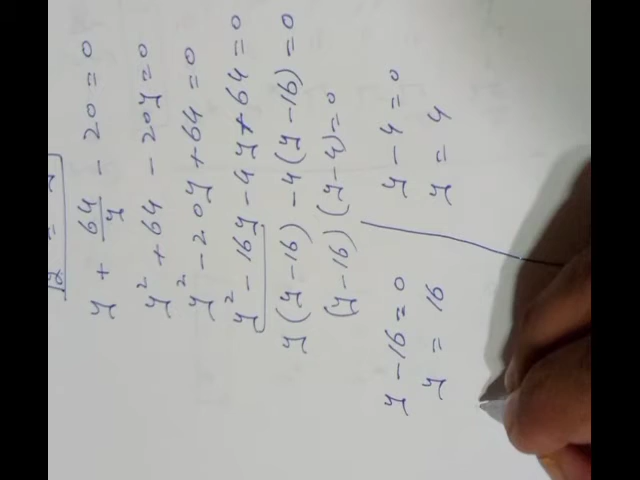 y + 64/y - 20 = 0
y² + 64 - 20y = 0
y² - 20y + 64 = 0
y² - 16y - 4y + 64 = 0
y(y-16) - 4(y-16) = 0
(y-16) (y-4) = 0
y - 16 = 0 y - 4 = 0
y = 16 y = 4